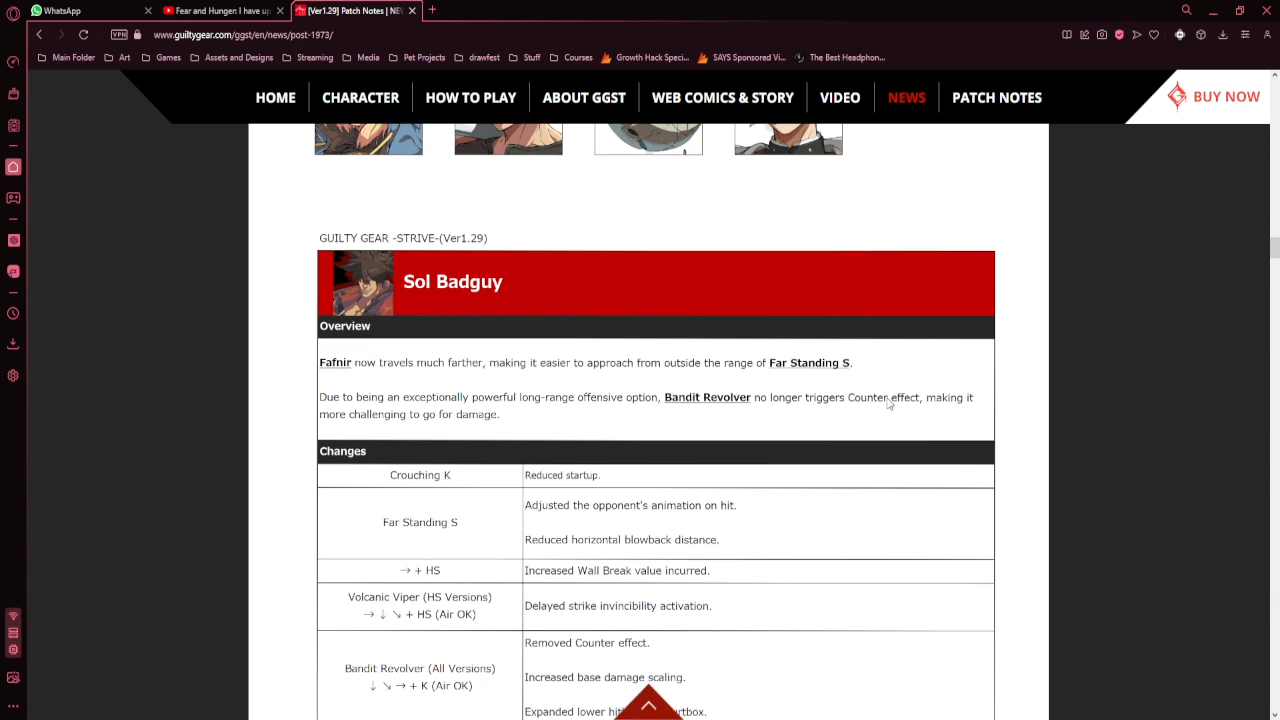 WhatsApp
Fear and Hunger: I have u
[Ver1.29] Patch Notes | NE
VPN
www.guiltygear.com/ggst/en/news/post-1973/
Main Folder
Art
Games
Assets and Designs
Streaming
Media
Pet Projects
drawfest
Stuff
Courses
Growth Hack Speci...
SAYS Sponsored Vi...
The Best Headphon...
HOME
CHARACTER
HOW TO PLAY
ABOUT GGST
WEB COMICS & STORY
VIDEO
NEWS
PATCH NOTES
BUY NOW
GUILTY GEAR -STRIVE-(Ver1.29)
Sol Badguy
Overview
Fafnir now travels much farther, making it easier to approach from outside the range of Far Standing S.
Due to being an exceptionally powerful long-range offensive option, Bandit Revolver no longer triggers Counter effect, making it
more challenging to go for damage.
Changes
Crouching K
Reduced startup.
Far Standing S
Adjusted the opponent's animation on hit.
Reduced horizontal blowback distance.
→ + HS
Increased Wall Break value incurred.
Volcanic Viper (HS Versions)
→ ↓ ↘ + HS (Air OK)
Delayed strike invincibility activation.
Bandit Revolver (All Versions)
↓ ↘ → + K (Air OK)
Removed Counter effect.
Increased base damage scaling.
Expanded lower